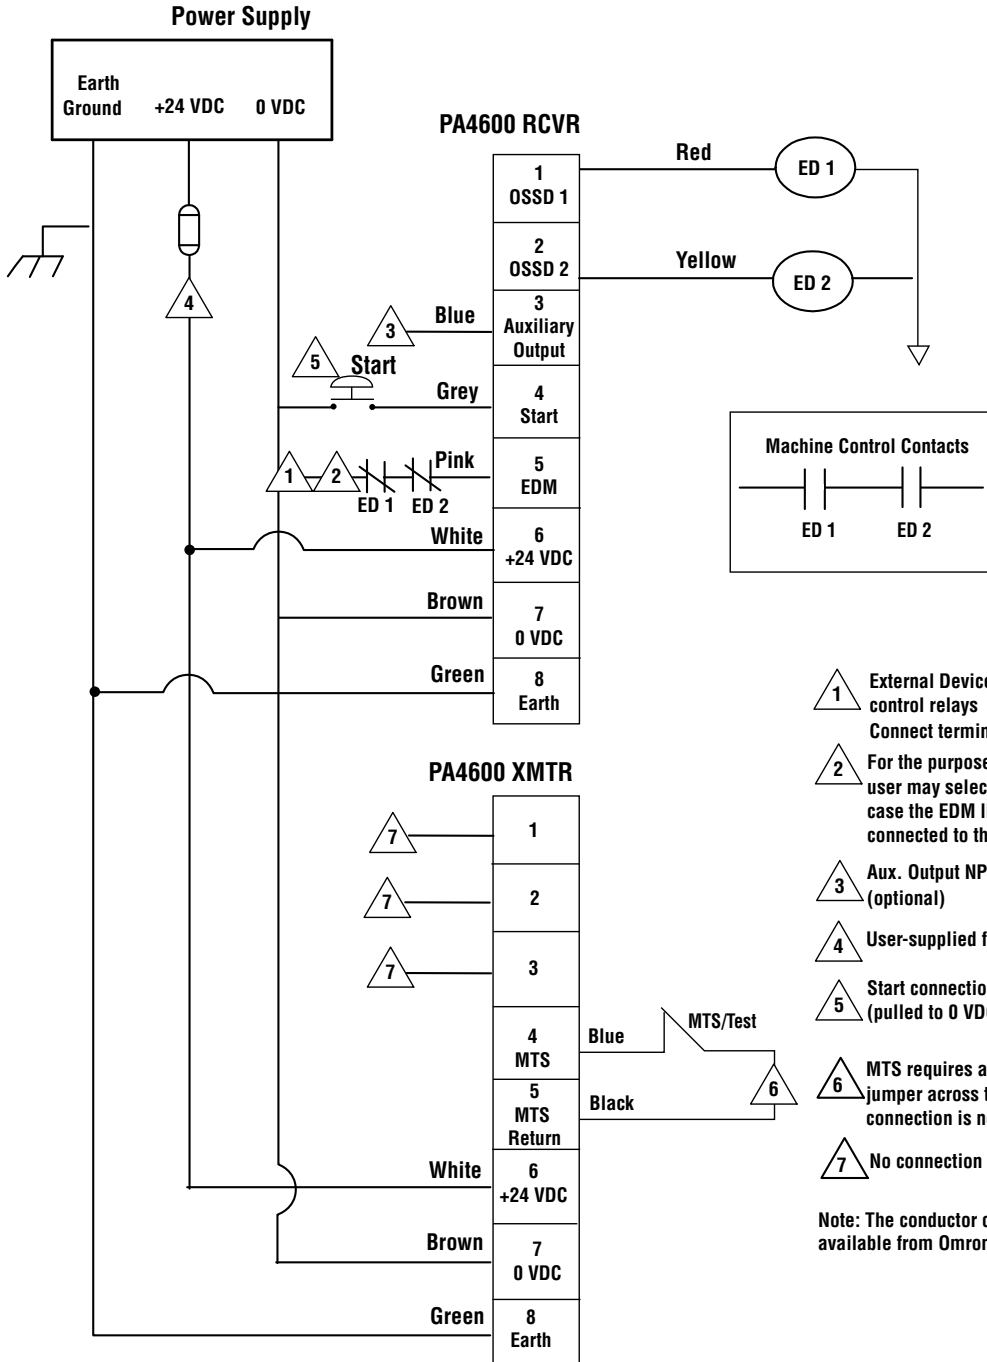 Power Supply
Earth
Ground
+24 VDC
0 VDC
PA4600 RCVR
1
OSSD 1
Red
ED 1
2
OSSD 2
Yellow
ED 2
4
3
Blue
3
Auxiliary
Output
5
Start
Grey
4
Start
1
2
ED 1
ED 2
Pink
5
EDM
White
6
+24 VDC
Brown
7
0 VDC
Green
8
Earth
Machine Control Contacts
ED 1
ED 2
PA4600 XMTR
7
1
7
2
7
3
4
MTS
Blue
MTS/Test
5
MTS
Return
Black
6
White
6
+24 VDC
Brown
7
0 VDC
Green
8
Earth
1
External Device
control relays
Connect termin
2
For the purpose
user may selec
case the EDM l
connected to th
3
Aux. Output NP
(optional)
4
User-supplied f
5
Start connectio
(pulled to 0 VD
6
MTS requires a
jumper across t
connection is n
7
No connection
Note: The conductor c
available from Omron